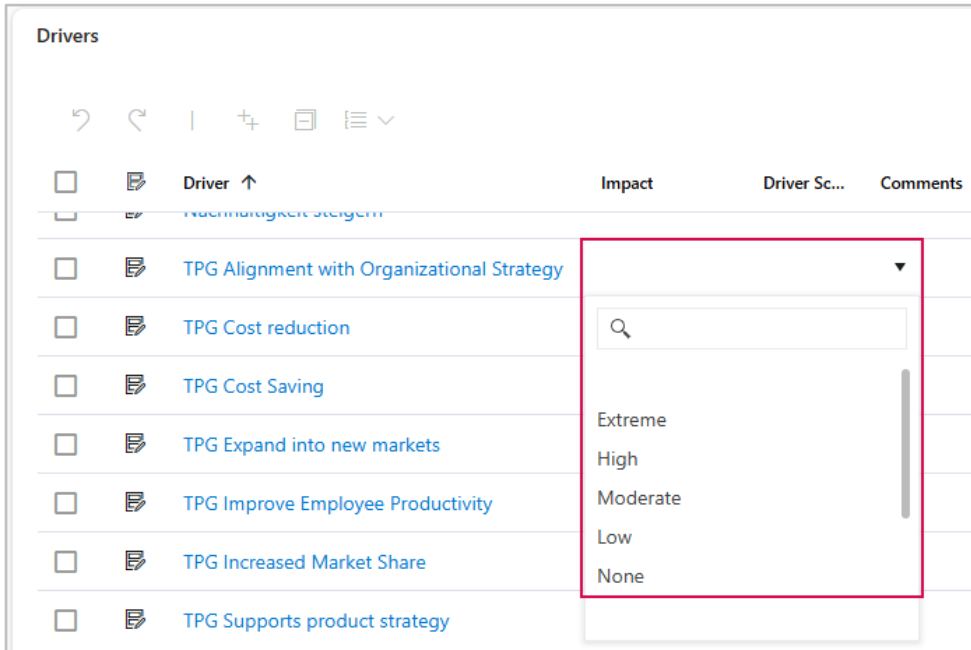 Drivers
Driver ↑ Impact Driver Sc... Comments
Nachhaltigkeit steigern
TPG Alignment with Organizational Strategy
TPG Cost reduction
TPG Cost Saving
Extreme
TPG Expand into new markets
High
Moderate
TPG Improve Employee Productivity
Low
TPG Increased Market Share
None
TPG Supports product strategy